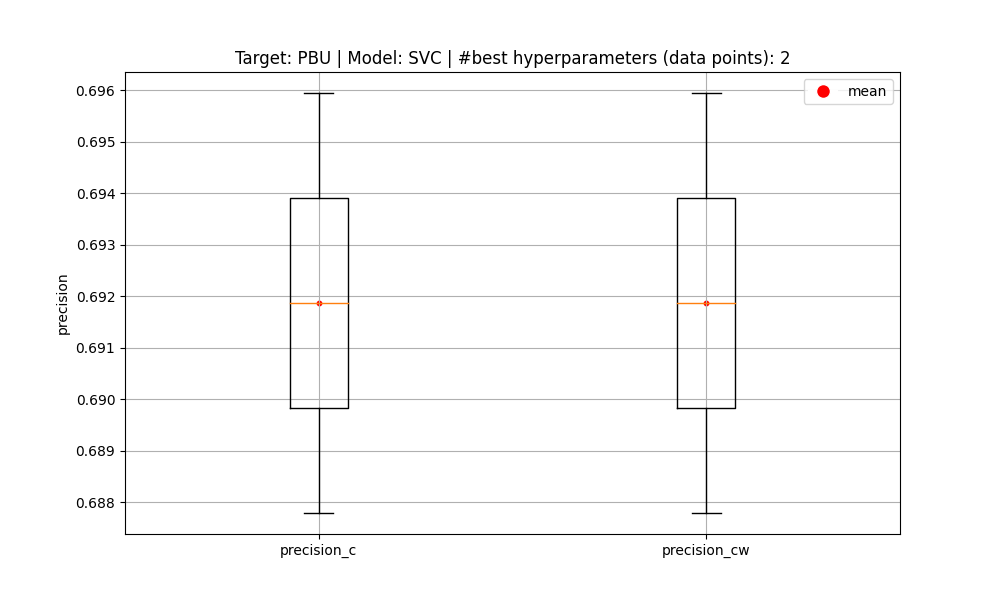 Target: PBU | Model: SVC | #best hyperparameters (data points): 2
mean
0.696
0.695
0.694
0.693
0.692
0.691
0.690
0.689
0.688
precision
precision_c
precision_cw